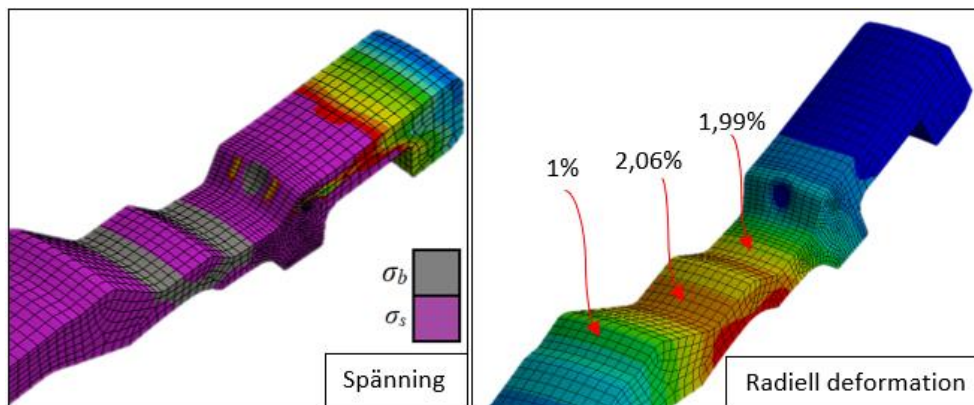 σb
σs
Spänning
1%
2,06%
1,99%
Radiell deformation